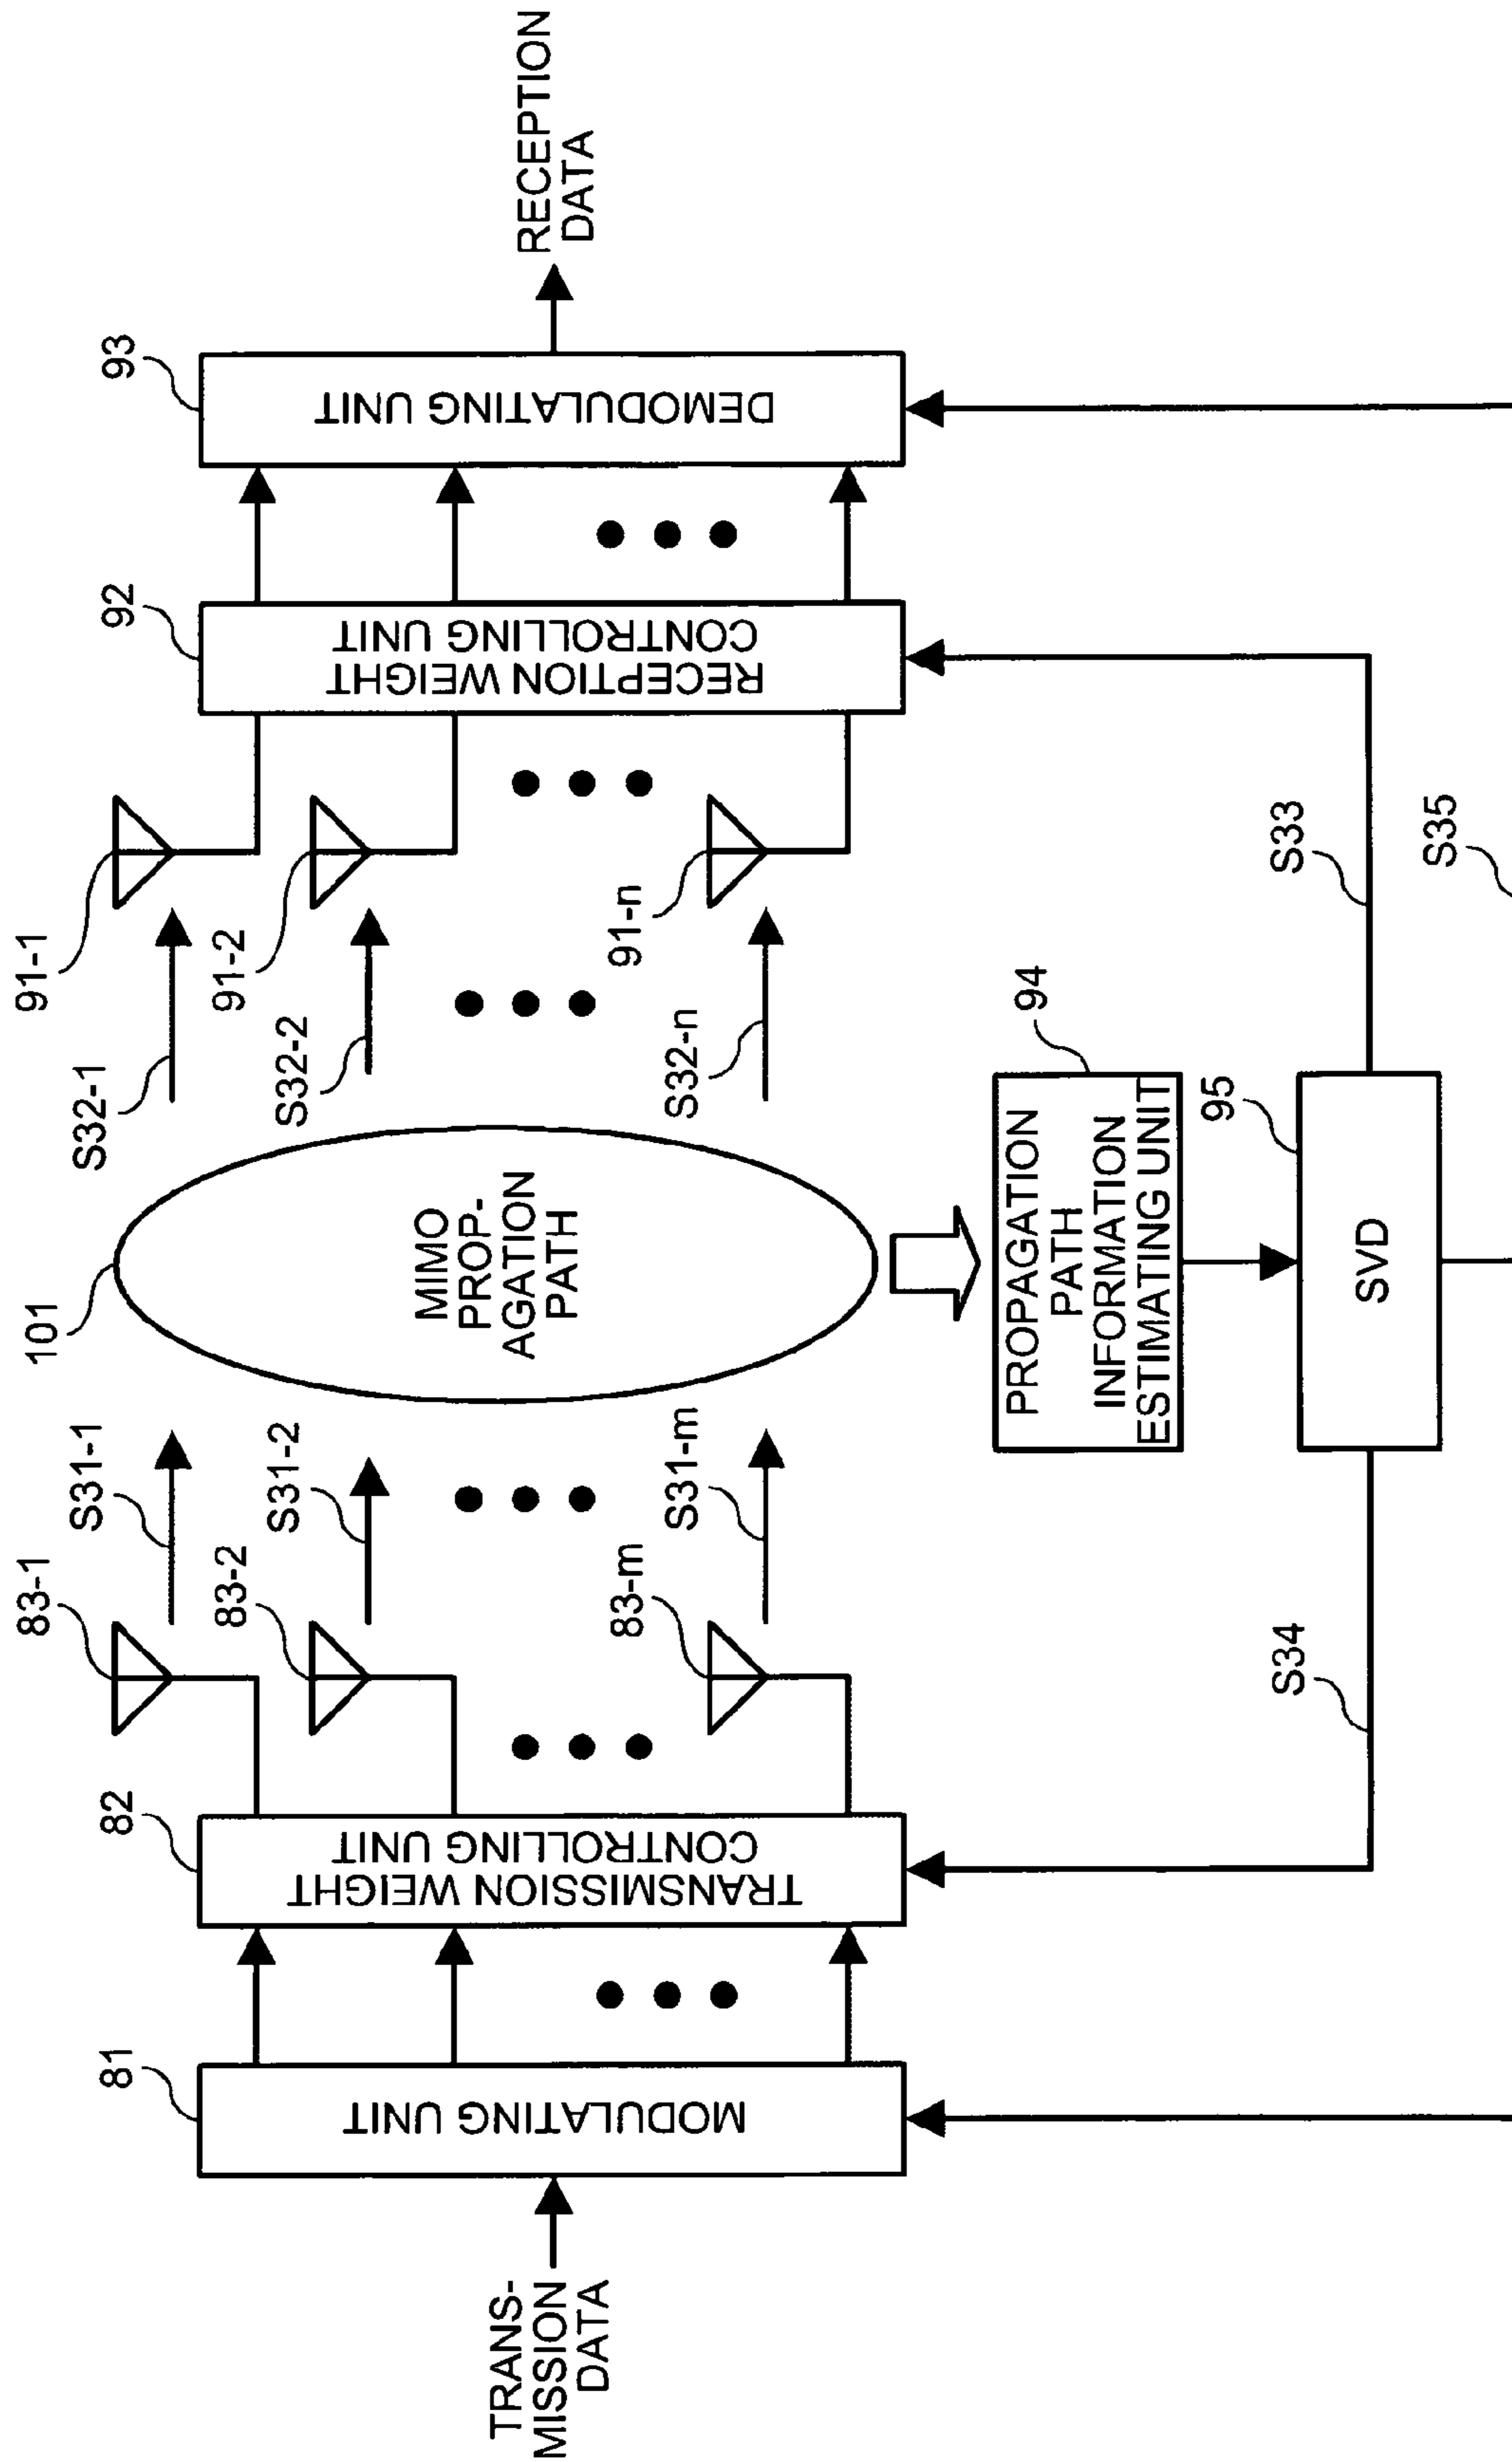 TRANS-
MISSION
DATA
81
MODULATING UNIT
82
TRANSMISSION WEIGHT
CONTROLLING UNIT
83-1
83-2
83-m
S31-1
S31-2
S31-m
101
MIMO
PROP-
AGATION
PATH
S32-1
S32-2
S32-n
91-1
91-2
91-n
92
RECEPTION WEIGHT
CONTROLLING UNIT
93
DEMODULATING UNIT
RECEPTION
DATA
94
PROPAGATION
PATH
INFORMATION
ESTIMATING UNIT
95
SVD
S34
S33
S35